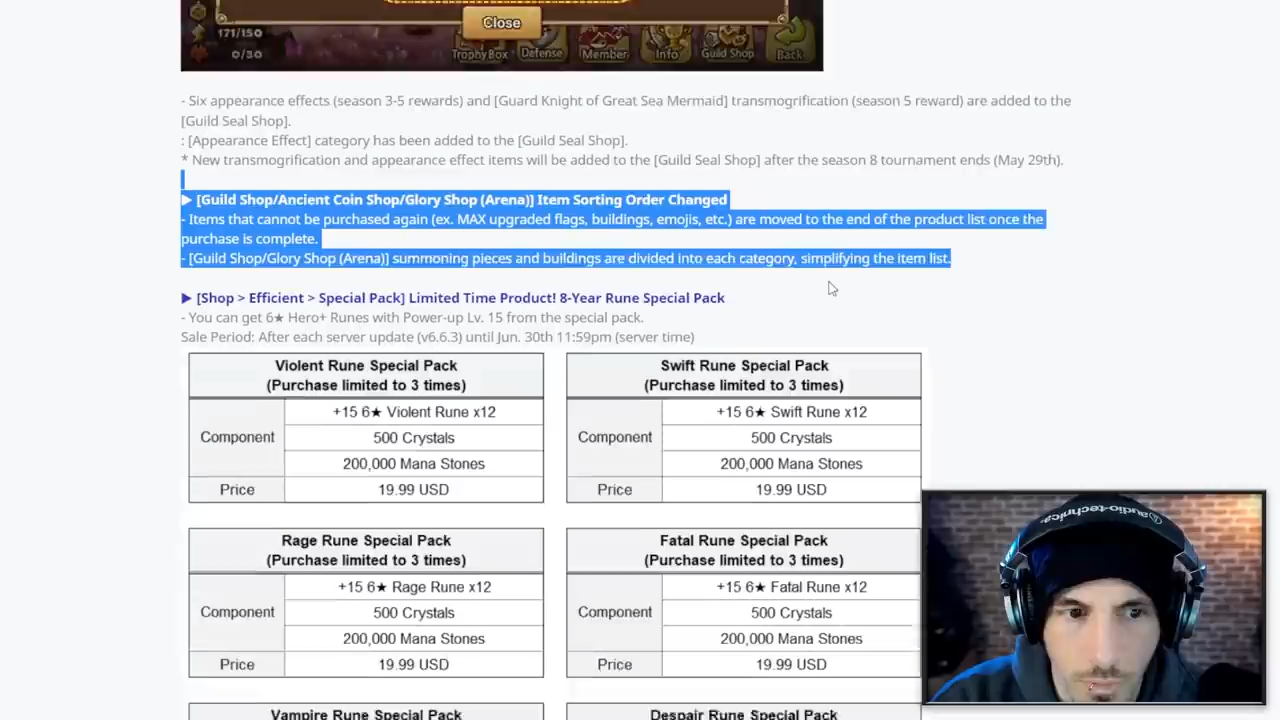 Close
171/150
0/30
TrophyBox Defense Member Info Guild Shop Back
- Six appearance effects (season 3-5 rewards) and [Guard Knight of Great Sea Mermaid] transmogrification (season 5 reward) are added to the
[Guild Seal Shop].
: [Appearance Effect] category has been added to the [Guild Seal Shop].
* New transmogrification and appearance effect items will be added to the [Guild Seal Shop] after the season 8 tournament ends (May 29th).
▶ [Guild Shop/Ancient Coin Shop/Glory Shop (Arena)] Item Sorting Order Changed
- Items that cannot be purchased again (ex. MAX upgraded flags, buildings, emojis, etc.) are moved to the end of the product list once the
purchase is complete.
- [Guild Shop/Glory Shop (Arena)] summoning pieces and buildings are divided into each category, simplifying the item list.
▶ [Shop > Efficient > Special Pack] Limited Time Product! 8-Year Rune Special Pack
- You can get 6★ Hero+ Runes with Power-up Lv. 15 from the special pack.
Sale Period: After each server update (v6.6.3) until Jun. 30th 11:59pm (server time)
Violent Rune Special Pack
(Purchase limited to 3 times)
Component
+15 6★ Violent Rune x12
500 Crystals
200,000 Mana Stones
Price
19.99 USD
Swift Rune Special Pack
(Purchase limited to 3 times)
Component
+15 6★ Swift Rune x12
500 Crystals
200,000 Mana Stones
Price
19.99 USD
Rage Rune Special Pack
(Purchase limited to 3 times)
Component
+15 6★ Rage Rune x12
500 Crystals
200,000 Mana Stones
Price
19.99 USD
Fatal Rune Special Pack
(Purchase limited to 3 times)
Component
+15 6★ Fatal Rune x12
500 Crystals
200,000 Mana Stones
Price
19.99 USD
Vampire Rune Special Pack
Despair Rune Special Pack
audio-technica